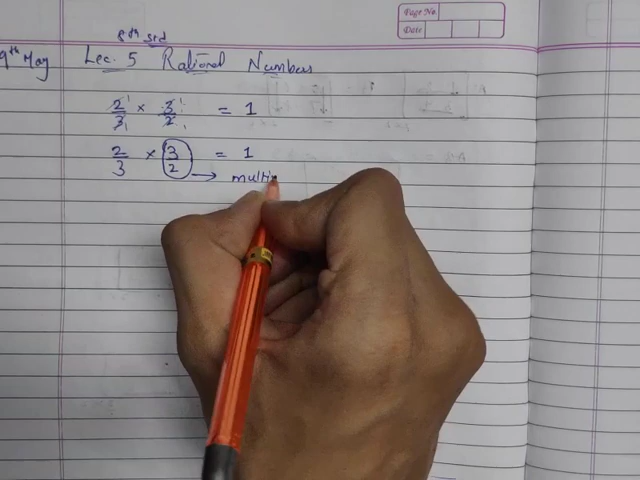 Page No.
Date
8th std
9th May Lec. 5 Rational Numbers
2/3 × 3/2 = 1
2/3 × 3/2 = 1
→ multi